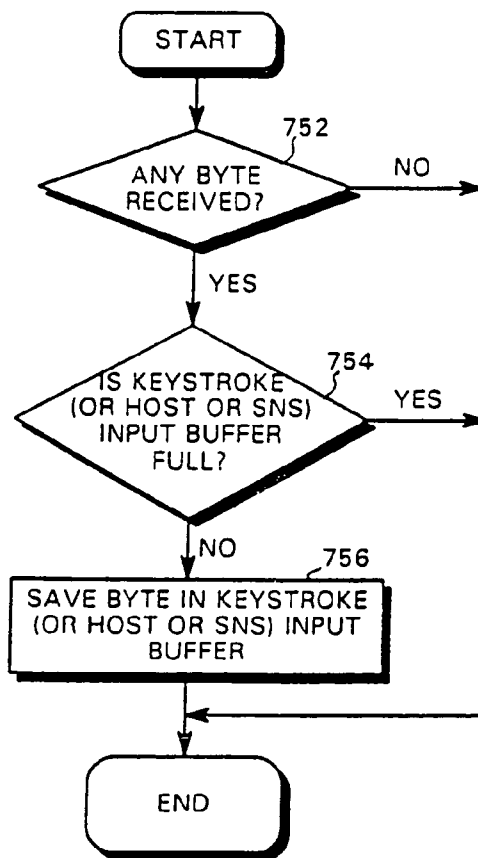 START
752
ANY BYTE
RECEIVED?
NO
YES
754
IS KEYSTROKE
(OR HOST OR SNS)
INPUT BUFFER
FULL?
YES
NO
756
SAVE BYTE IN KEYSTROKE
(OR HOST OR SNS) INPUT
BUFFER
END